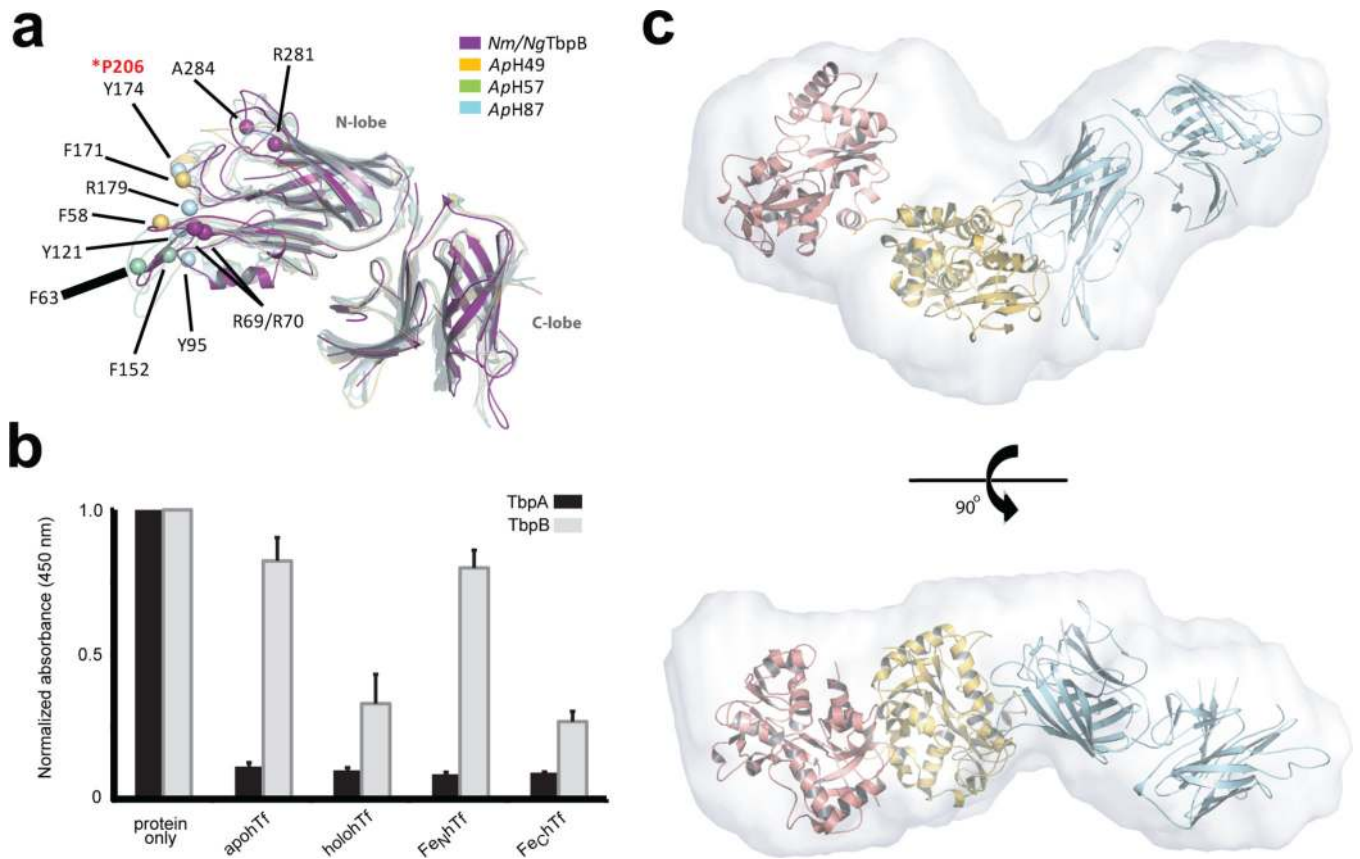 a
*P206
Y174
A284
R281
F171
R179
F58
Y121
F63
F152
Y95
R69/R70
N-lobe
C-lobe
Nm/NgTbpB
ApH49
ApH57
ApH87
b
TbpA
TbpB
Normalized absorbance (450 nm)
1.0
0.5
0
protein only
apohTf
holohTf
FeNhTf
FeChTf
c
90°